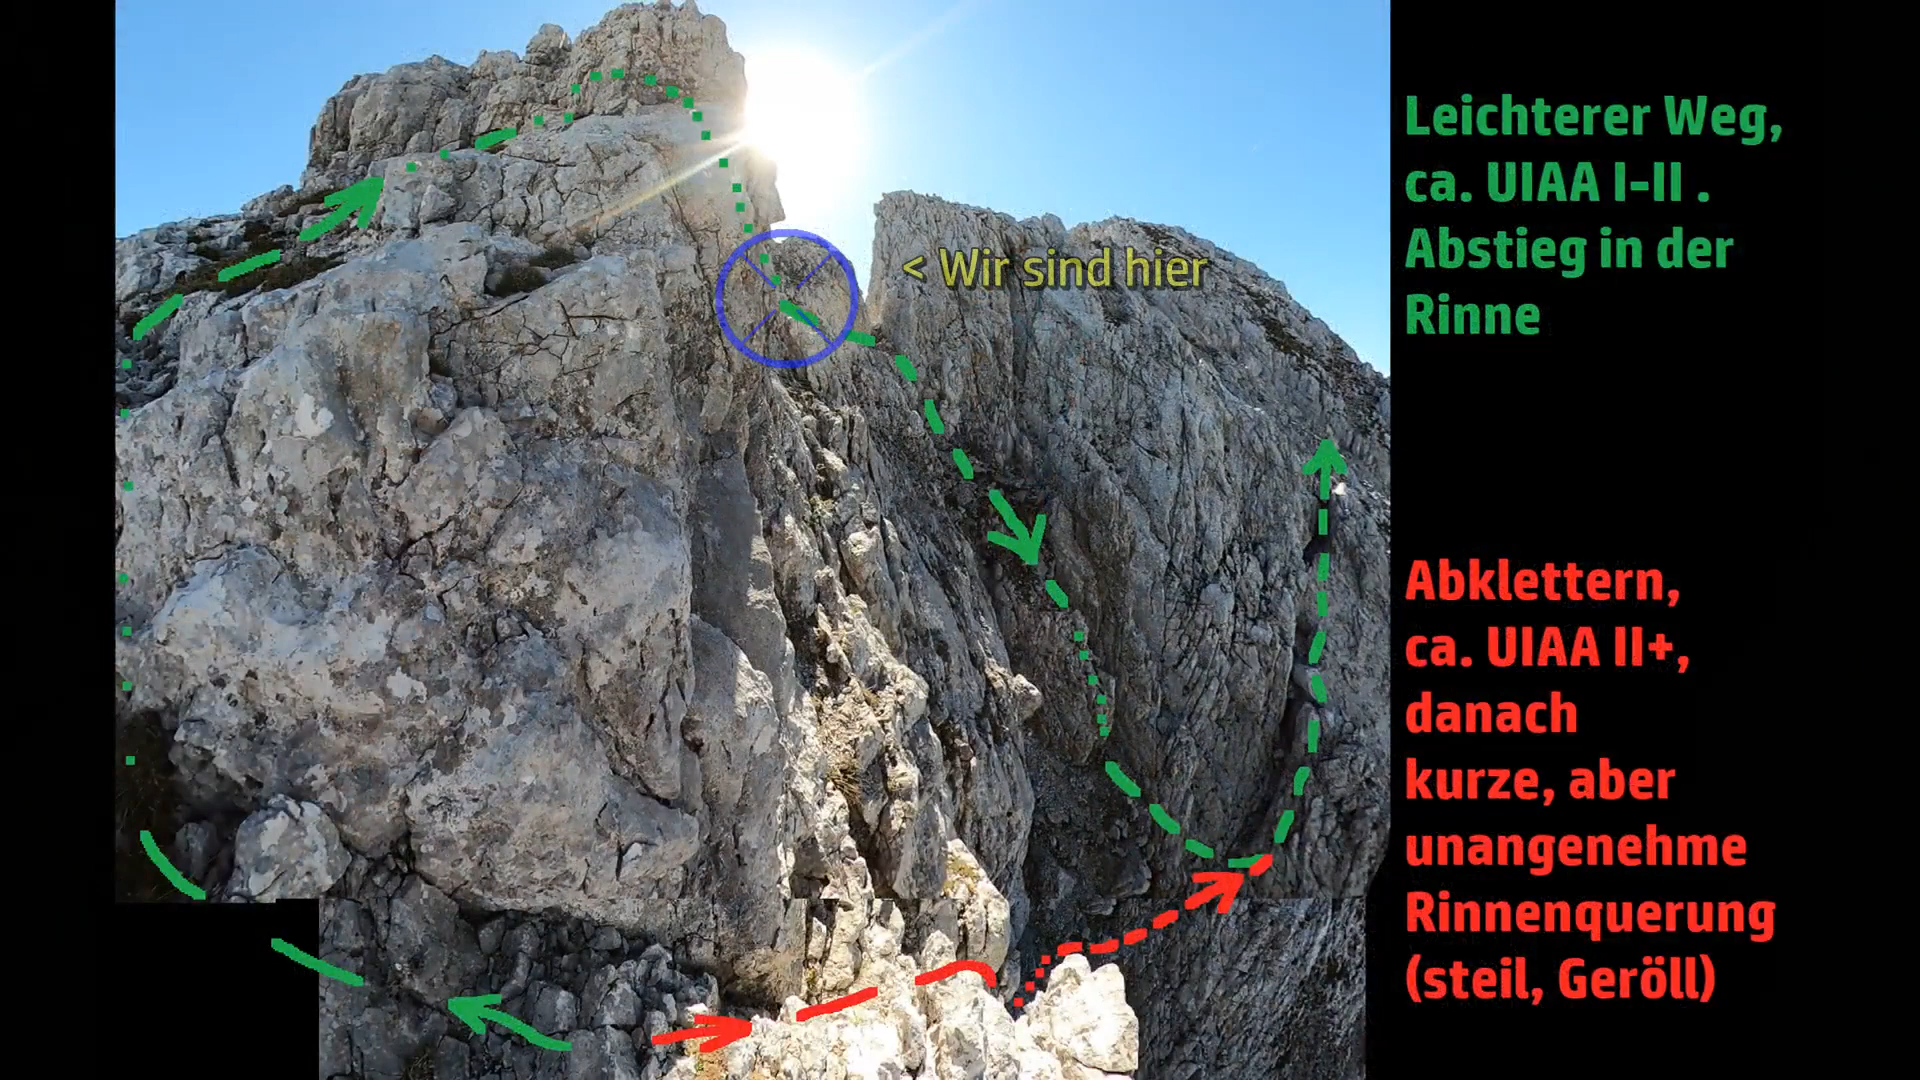 Leichterer Weg,
ca. UIAA I-II .
Abstieg in der
Rinne
< Wir sind hier
Abklettern,
ca. UIAA II+,
danach
kurze, aber
unangenehme
Rinnenquerung
(steil, Geröll)